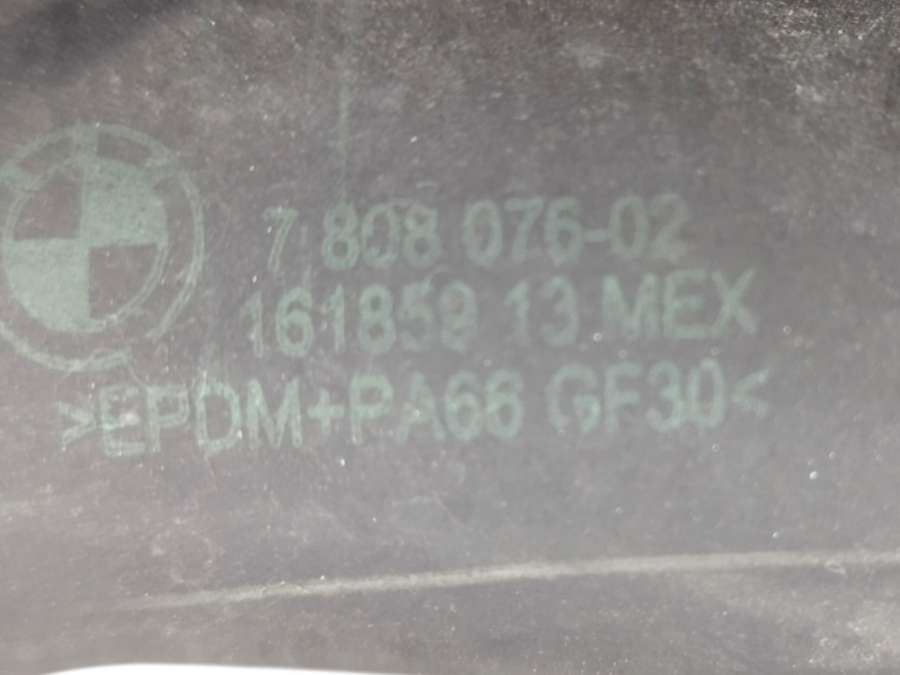 7 808 076-02
161859 13 MEX
>EPDM+PA66 GF30<